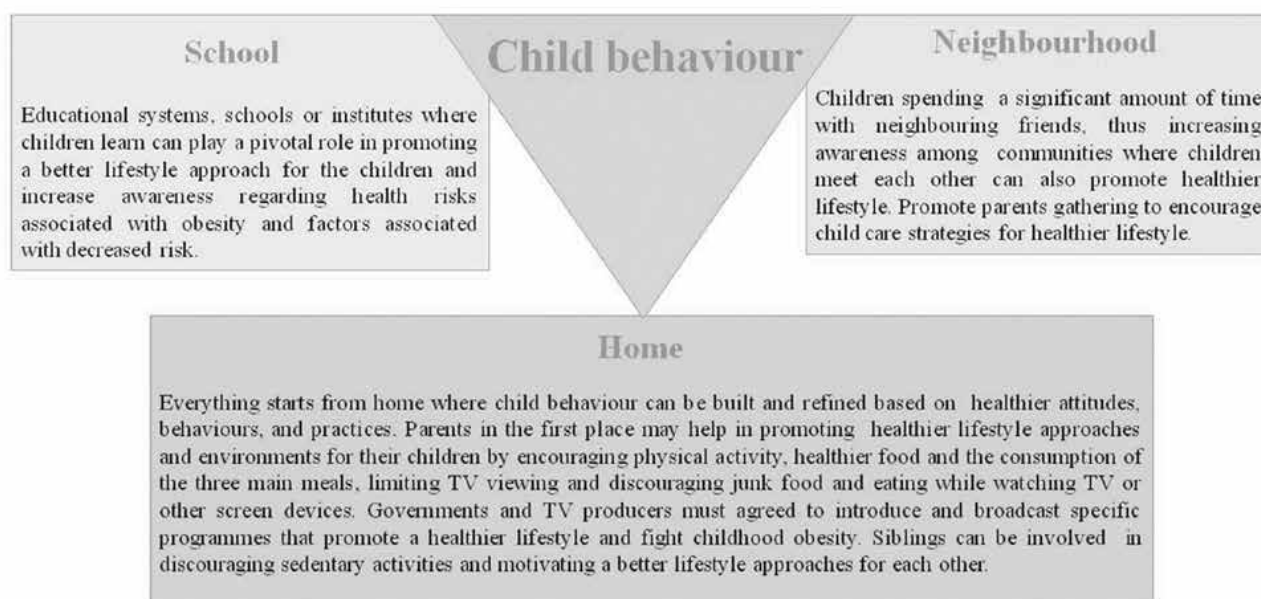 School
Educational systems, schools or institutes where
children learn can play a pivotal role in promoting
a better lifestyle approach for the children and
increase awareness regarding health risks
associated with obesity and factors associated
with decreased risk.
Child behaviour
Neighbourhood
Children spending a significant amount of time
with neighbouring friends, thus increasing
awareness among communities where children
meet each other can also promote healthier
lifestyle. Promote parents gathering to encourage
child care strategies for healthier lifestyle.
Home
Everything starts from home where child behaviour can be built and refined based on healthier attitudes,
behaviours, and practices. Parents in the first place may help in promoting healthier lifestyle approaches
and environments for their children by encouraging physical activity, healthier food and the consumption of
the three main meals, limiting TV viewing and discouraging junk food and eating while watching TV or
other screen devices. Governments and TV producers must agreed to introduce and broadcast specific
programmes that promote a healthier lifestyle and fight childhood obesity. Siblings can be involved in
discouraging sedentary activities and motivating a better lifestyle approaches for each other.